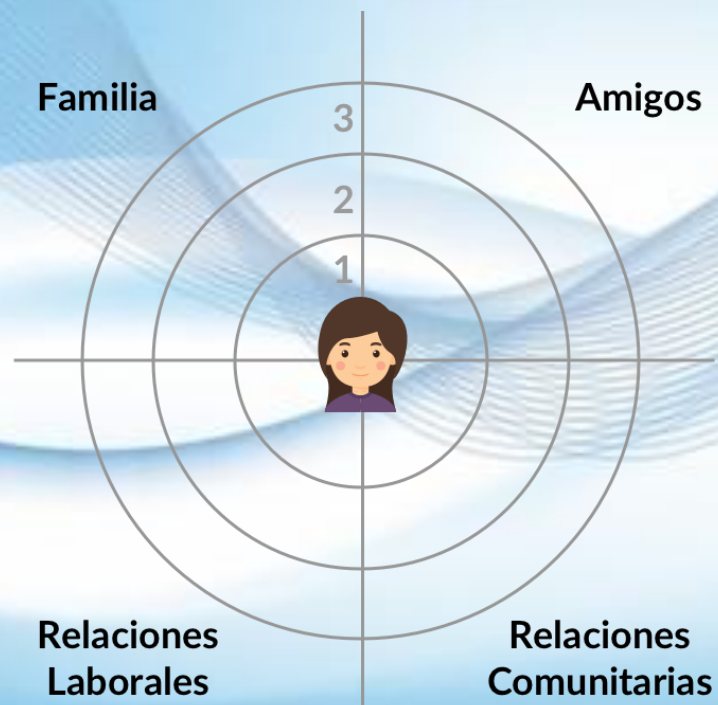 Familia
Amigos
3
2
1
Relaciones
Laborales
Relaciones
Comunitarias